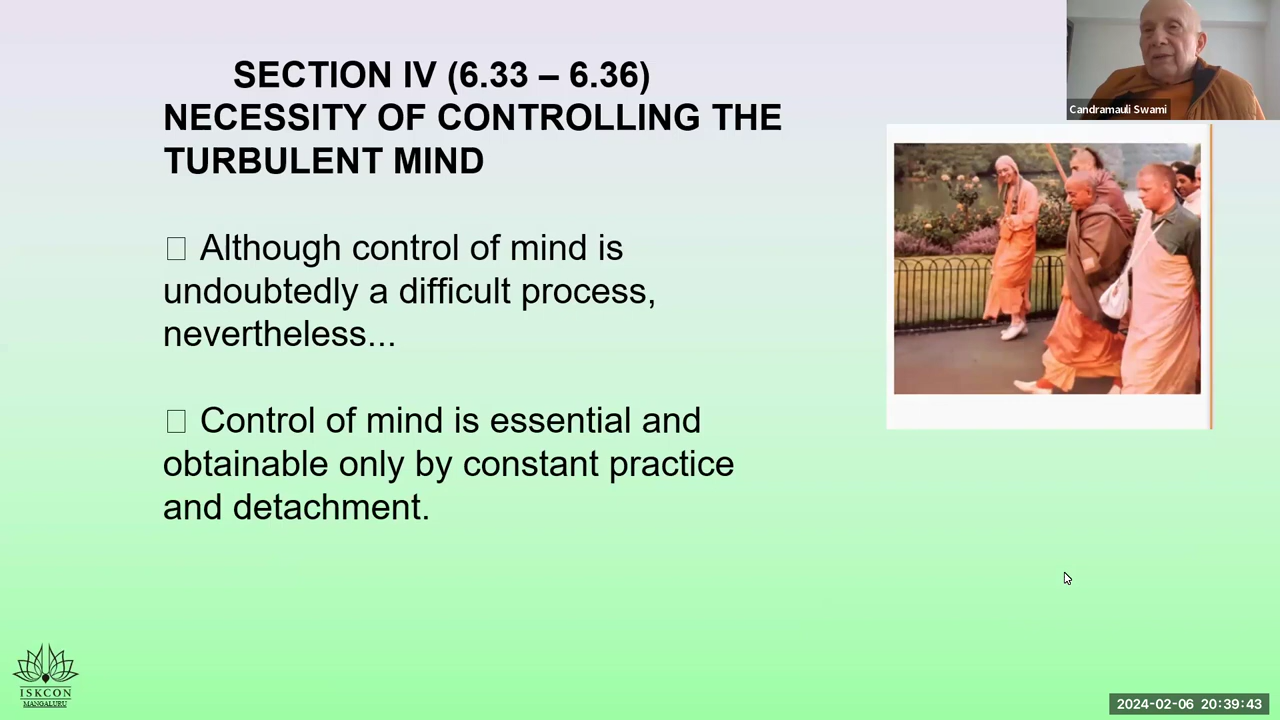 SECTION IV (6.33 – 6.36)
NECESSITY OF CONTROLLING THE
TURBULENT MIND
Although control of mind is
undoubtedly a difficult process,
nevertheless...
Control of mind is essential and
obtainable only by constant practice
and detachment.
Candramauli Swami
ISKCON
MANGALURU
2024-02-06 20:39:43